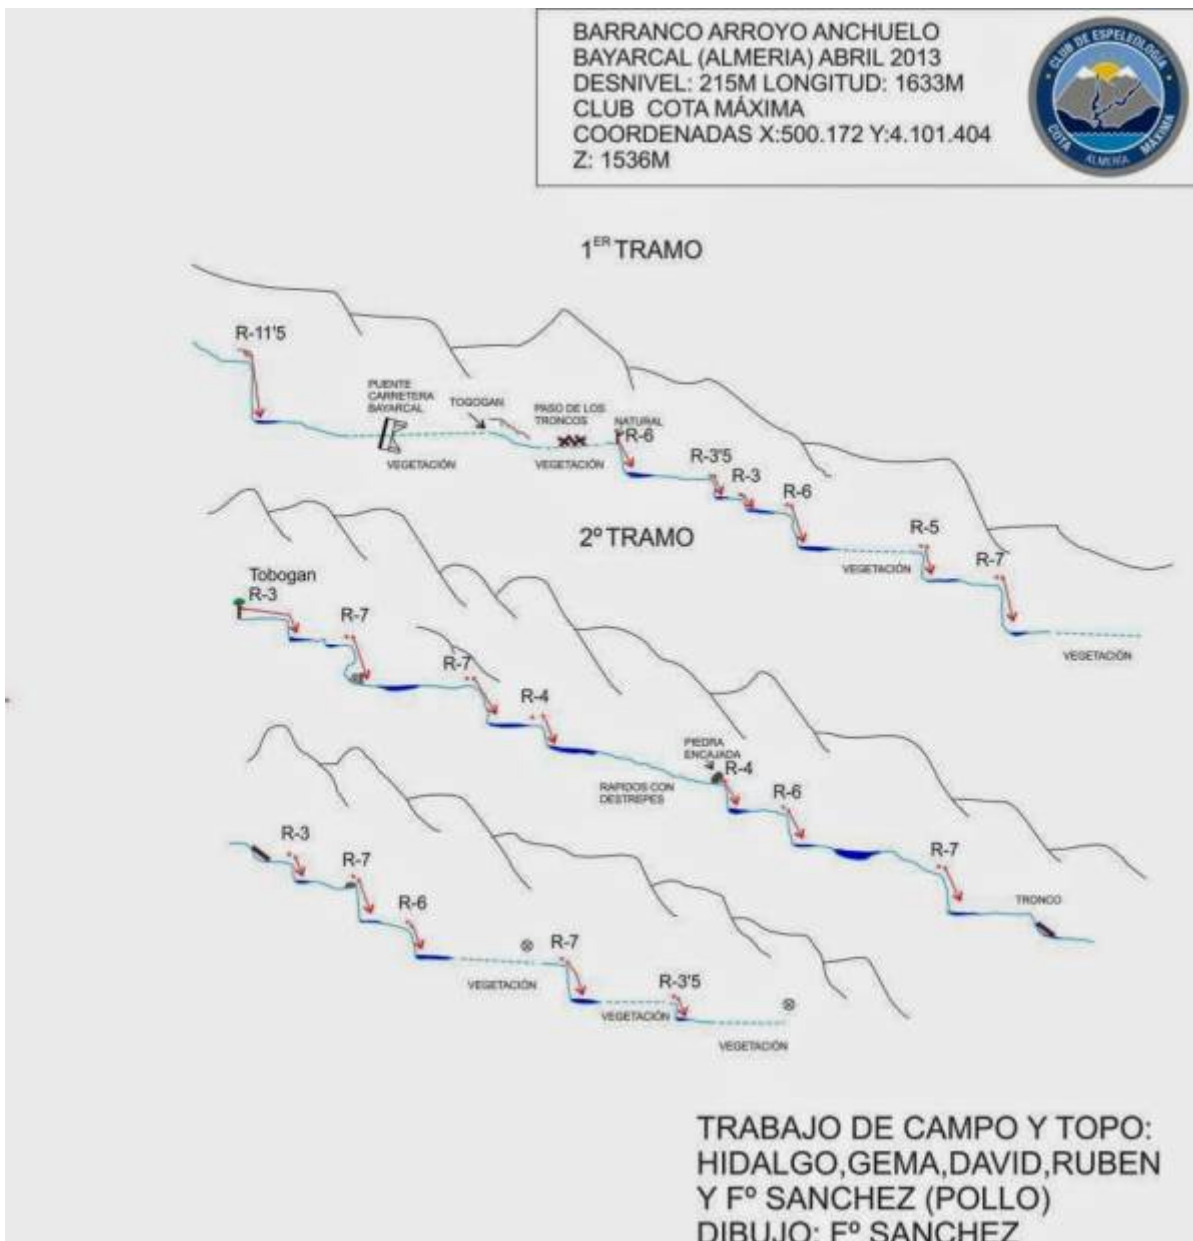 BARRANCO ARROYO ANCHUELO
BAYARCAL (ALMERIA) ABRIL 2013
DESNIVEL: 215M LONGITUD: 1633M
CLUB COTA MÁXIMA
COORDENADAS X:500.172 Y:4.101.404
Z: 1536M
CLUB DE ESPELEOLOGÍA
COTA MÁXIMA
ALMERÍA
1ER TRAMO
R-11'5
PUENTE
CARRETERA
BAYARCAL
TOGOGAN
PASO DE LOS
TRONCOS
NATURAL
R-6
VEGETACIÓN
VEGETACIÓN
R-3'5
R-3
R-6
VEGETACIÓN
R-5
R-7
VEGETACIÓN
2º TRAMO
Tobogan
R-3
R-7
R-7
R-4
RAPIDOS CON
DESTREPES
PIEDRA
ENCAJADA
R-4
R-6
R-7
TRONCO
R-3
R-7
R-6
VEGETACIÓN
R-7
VEGETACIÓN
R-3'5
VEGETACIÓN
TRABAJO DE CAMPO Y TOPO:
HIDALGO,GEMA,DAVID,RUBEN
Y Fº SANCHEZ (POLLO)
DIBUJO: Fº SANCHEZ